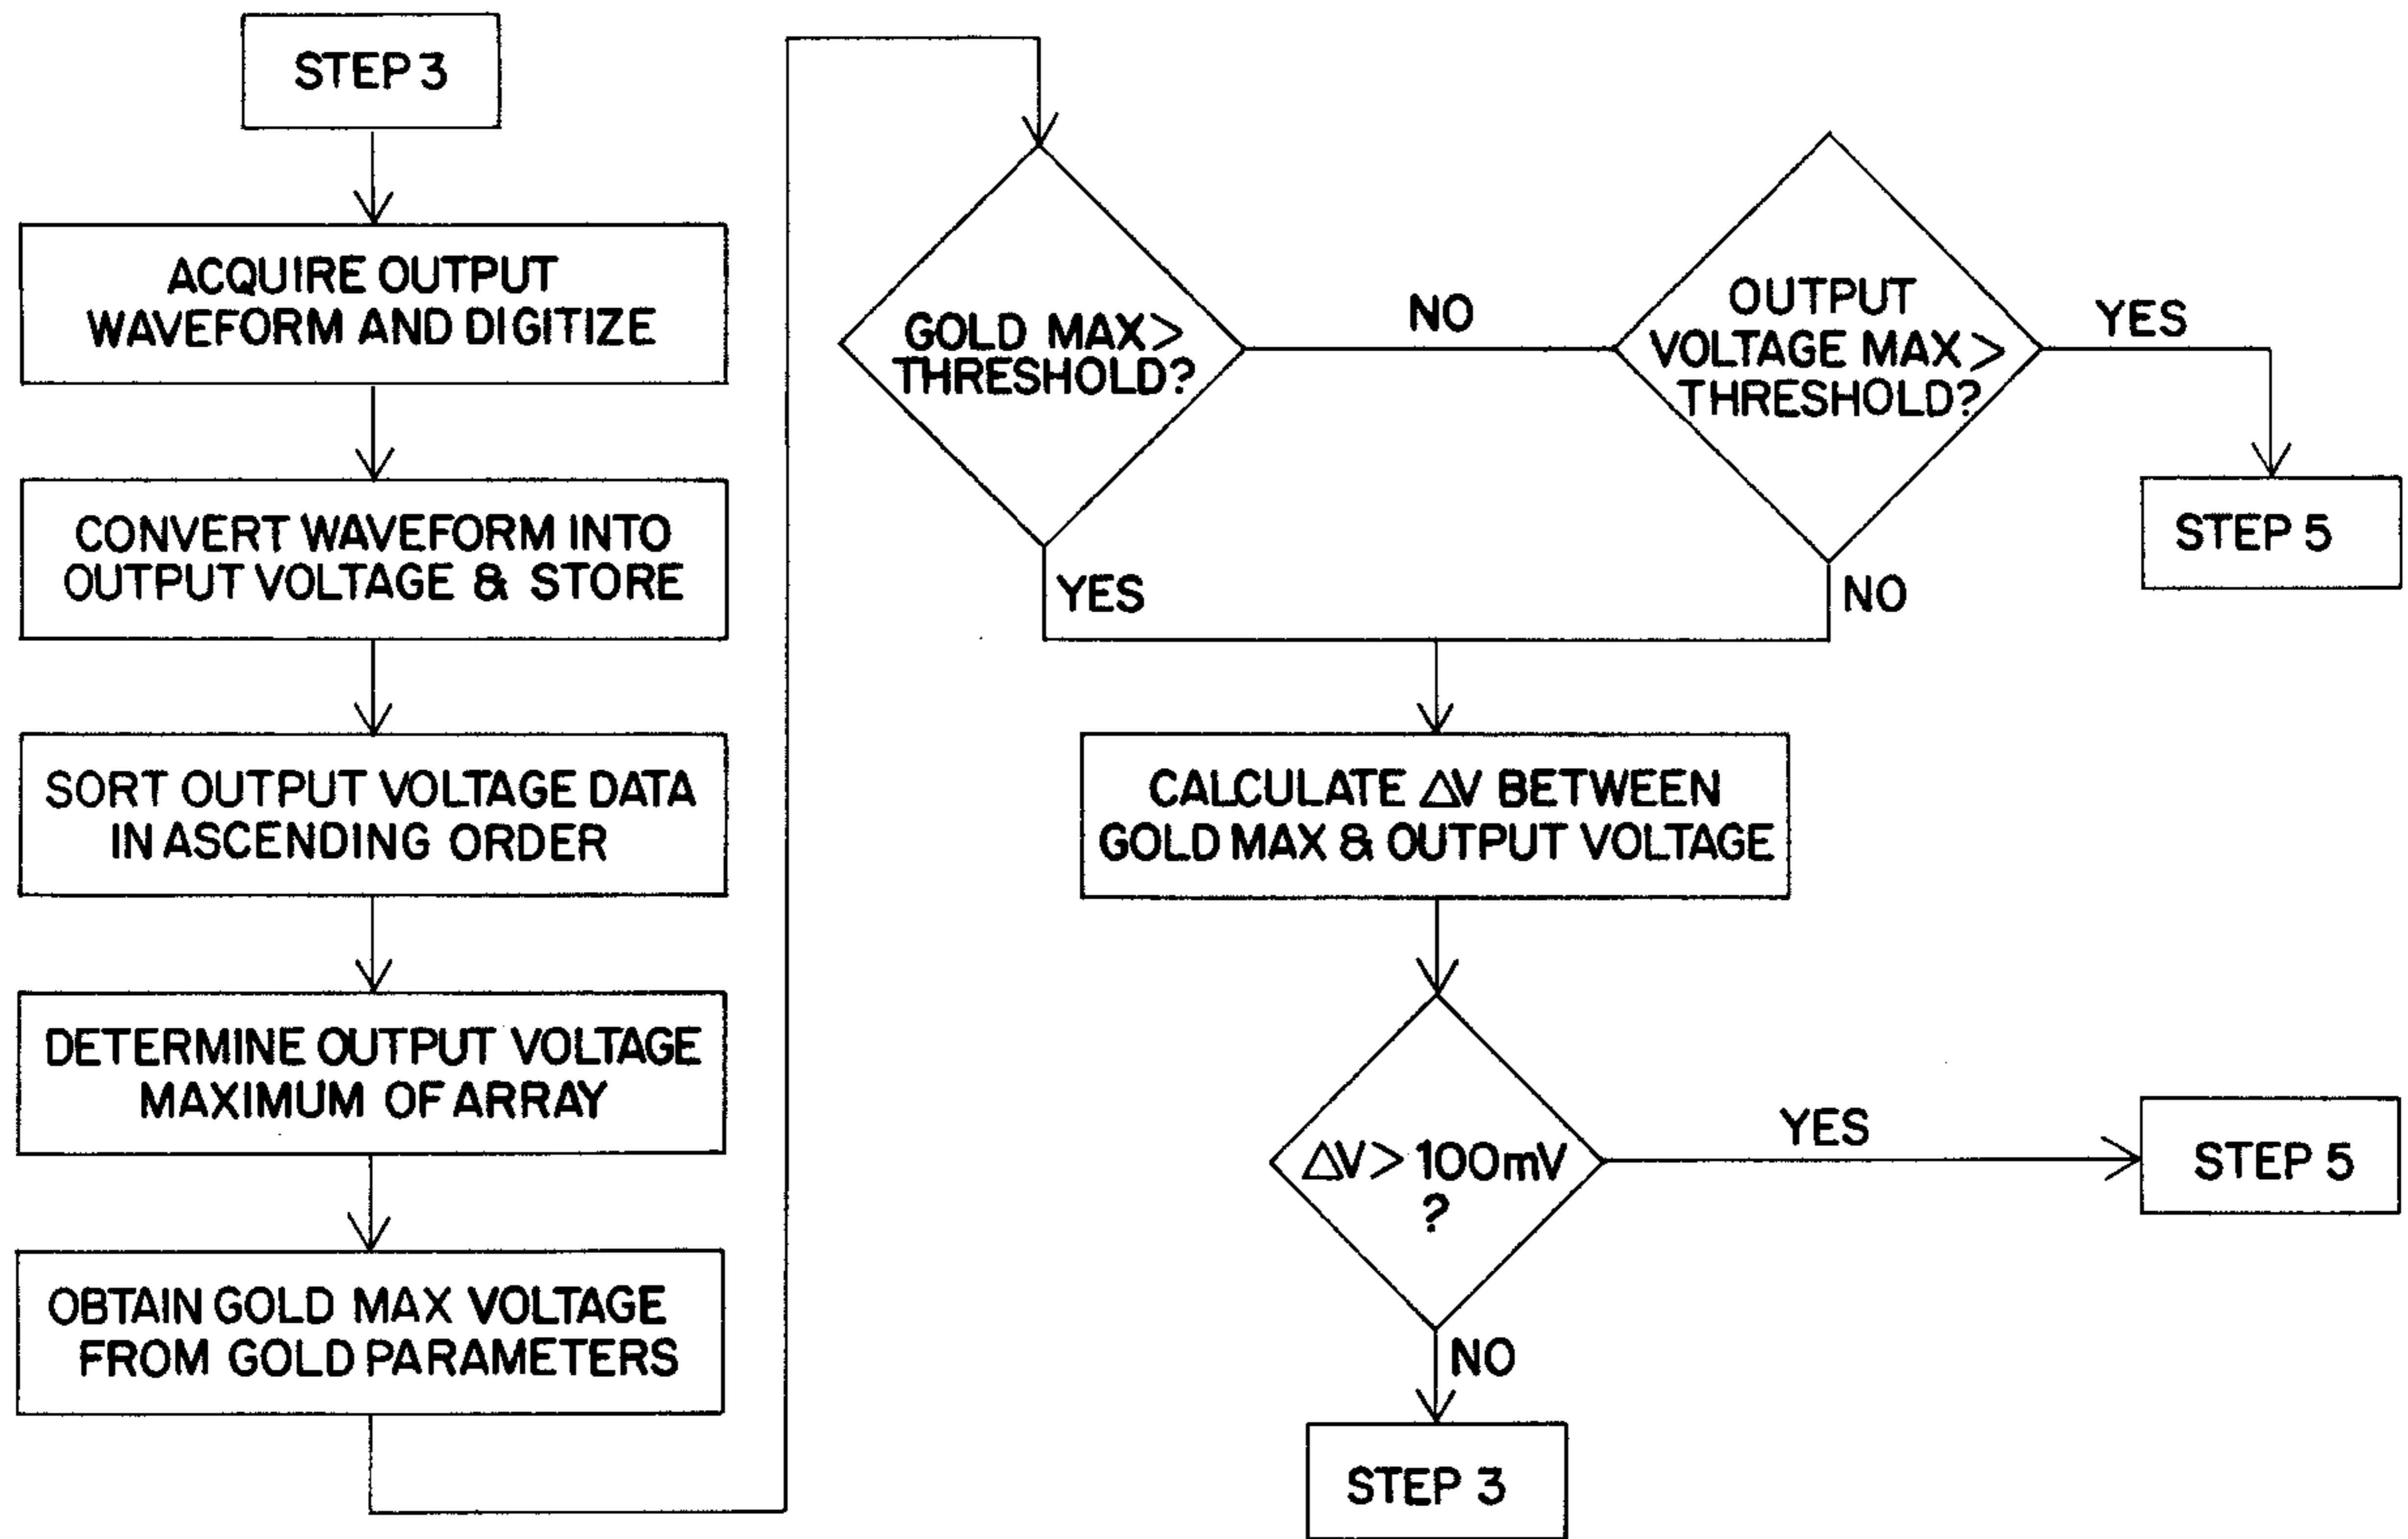 STEP 3
ACQUIRE OUTPUT
WAVEFORM AND DIGITIZE
CONVERT WAVEFORM INTO
OUTPUT VOLTAGE & STORE
SORT OUTPUT VOLTAGE DATA
IN ASCENDING ORDER
DETERMINE OUTPUT VOLTAGE
MAXIMUM OF ARRAY
OBTAIN GOLD MAX VOLTAGE
FROM GOLD PARAMETERS
GOLD MAX >
THRESHOLD?
NO
YES
OUTPUT
VOLTAGE MAX >
THRESHOLD?
YES
NO
STEP 5
CALCULATE ΔV BETWEEN
GOLD MAX & OUTPUT VOLTAGE
ΔV > 100mV
?
YES
STEP 5
NO
STEP 3